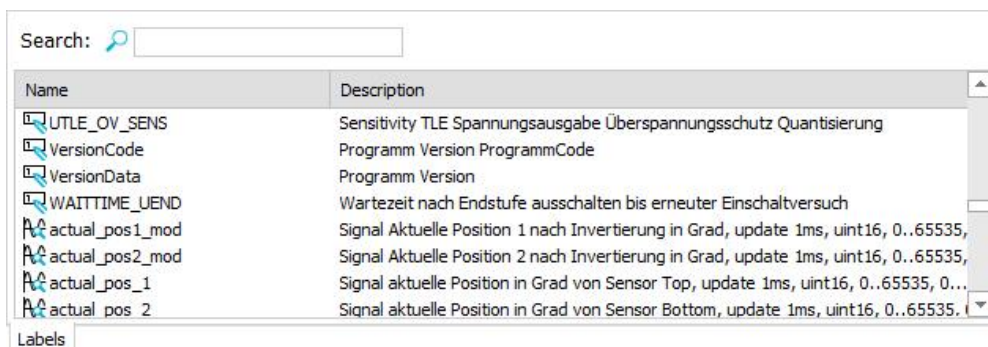 Search:
Name Description
UTLE_OV_SENS Sensitivity TLE Spannungsausgabe Überspannungsschutz Quantisierung
VersionCode Programm Version ProgrammCode
VersionData Programm Version
WAITTIME_UEND Wartezeit nach Endstufe ausschalten bis erneuter Einschaltversuch
actual_pos1_mod Signal Aktuelle Position 1 nach Invertierung in Grad, update 1ms, uint16, 0..65535,
actual_pos2_mod Signal Aktuelle Position 2 nach Invertierung in Grad, update 1ms, uint16, 0..65535,
actual_pos_1 Signal aktuelle Position in Grad von Sensor Top, update 1ms, uint16, 0..65535, 0...
actual_pos_2 Signal aktuelle Position in Grad von Sensor Bottom, update 1ms, uint16, 0..65535,
Labels